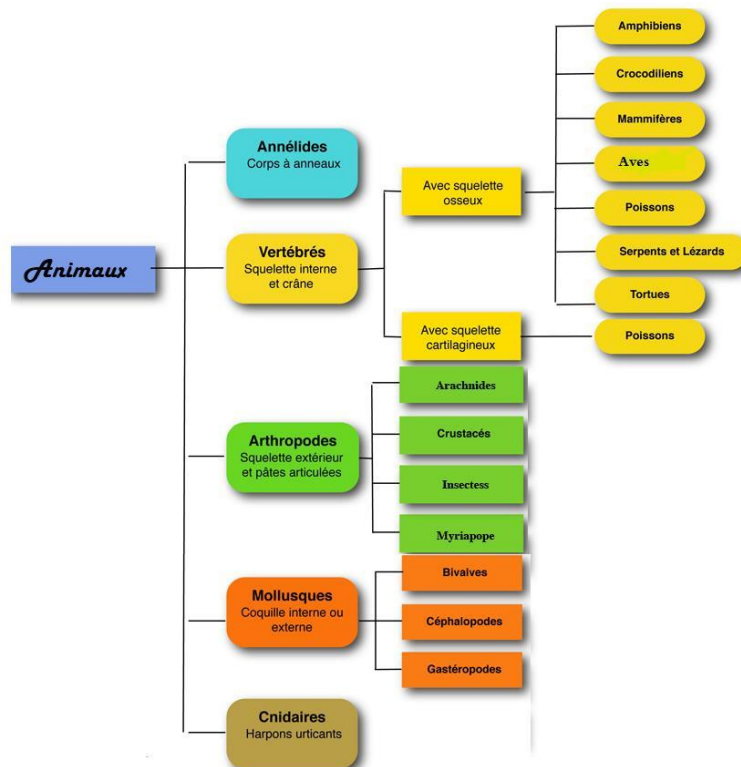 Animaux
Annélides
Corps à anneaux
Vertébrés
Squelette interne
et crâne
Avec squelette
osseux
Amphibiens
Crocodiliens
Mammifères
Aves
Poissons
Serpents et Lézards
Tortues
Avec squelette
cartilagineux
Poissons
Arthropodes
Squelette extérieur
et pâtes articulées
Arachnides
Crustacés
Insectess
Myriapope
Mollusques
Coquille interne ou
externe
Bivalves
Céphalopodes
Gastéropodes
Cnidaires
Harpons urticants